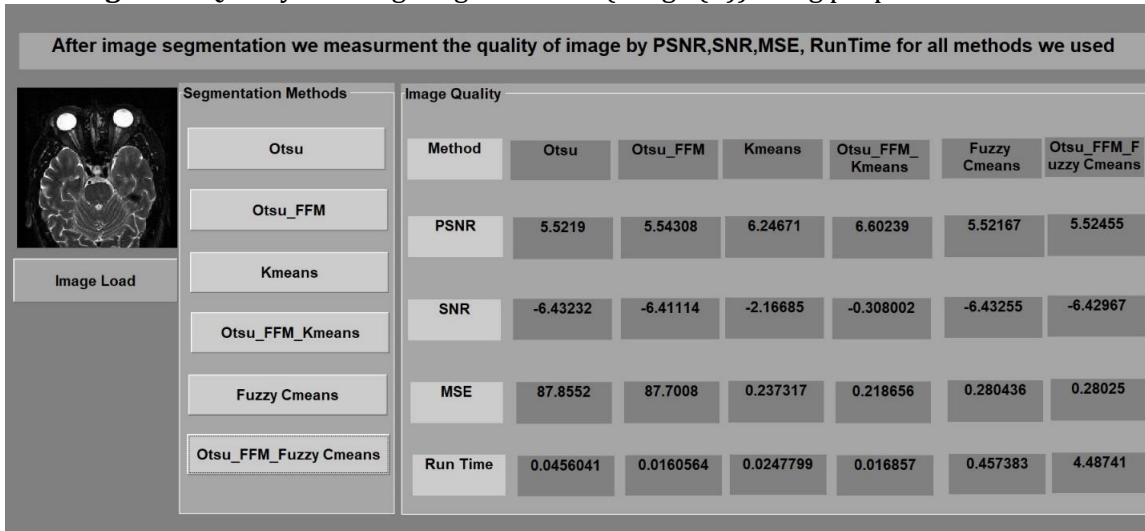 After image segmentation we measurment the quality of image by PSNR,SNR,MSE, RunTime for all methods we used
Segmentation Methods
Otsu
Otsu_FFM
Kmeans
Otsu_FFM_Kmeans
Fuzzy Cmeans
Otsu_FFM_Fuzzy Cmeans
Image Load
Image Quality
Method Otsu Otsu_FFM Kmeans Otsu_FFM_ Fuzzy Otsu_FFM_F
Kmeans Cmeans uzzy Cmeans
PSNR 5.5219 5.54308 6.24671 6.60239 5.52167 5.52455
SNR -6.43232 -6.41114 -2.16685 -0.308002 -6.43255 -6.42967
MSE 87.8552 87.7008 0.237317 0.218656 0.280436 0.28025
Run Time 0.0456041 0.0160564 0.0247799 0.016857 0.457383 4.48741